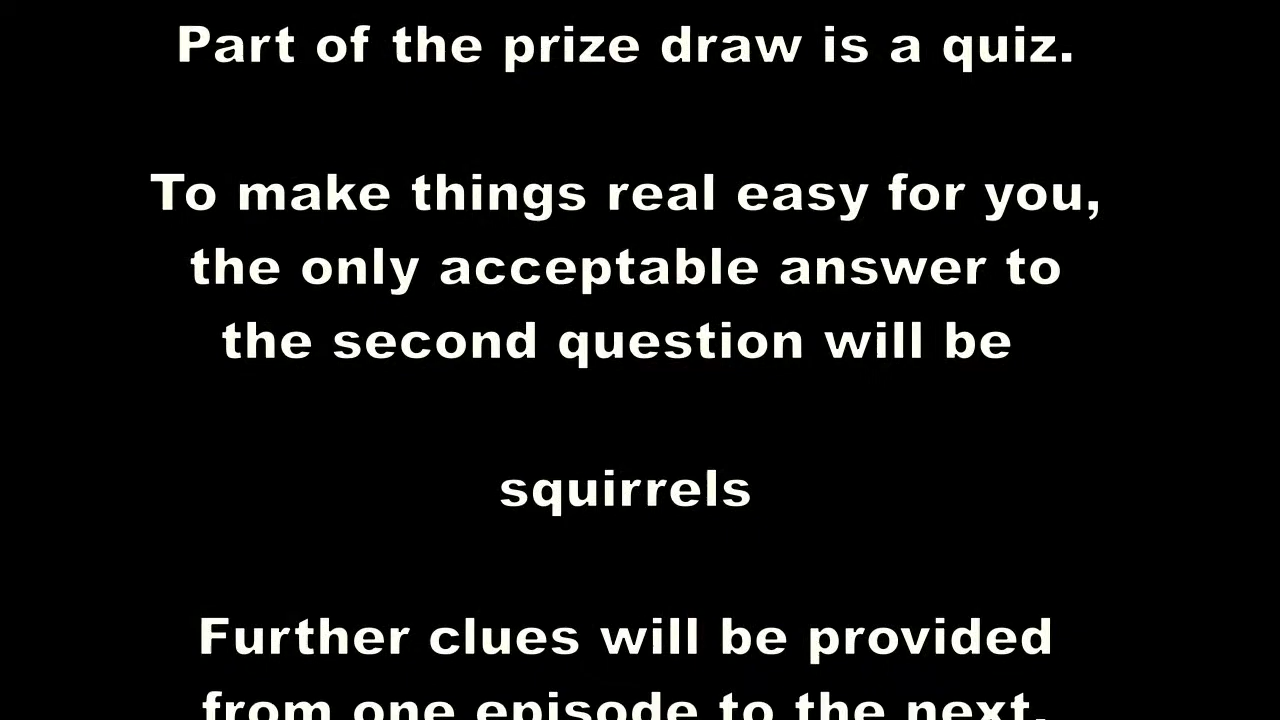 Part of the prize draw is a quiz.
To make things real easy for you,
the only acceptable answer to
the second question will be
squirrels
Further clues will be provided
from one episode to the next.